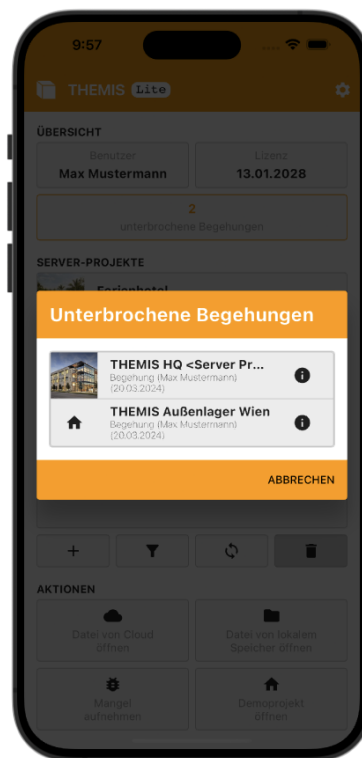 9:57
THEMIS Lite
ÜBERSICHT
Benutzer
Max Mustermann
Lizenz
13.01.2028
2
unterbrochene Begehungen
SERVER-PROJEKTE
Ferienhotel
Unterbrochene Begehungen
THEMIS HQ <Server Pr...
Begehung (Max Mustermann)
(20.03.2024)
THEMIS Außenlager Wien
Begehung (Max Mustermann)
(20.03.2024)
ABBRECHEN
AKTIONEN
Datei von Cloud
öffnen
Datei von lokalem
Speicher öffnen
Mangel
aufnehmen
Demoprojekt
öffnen